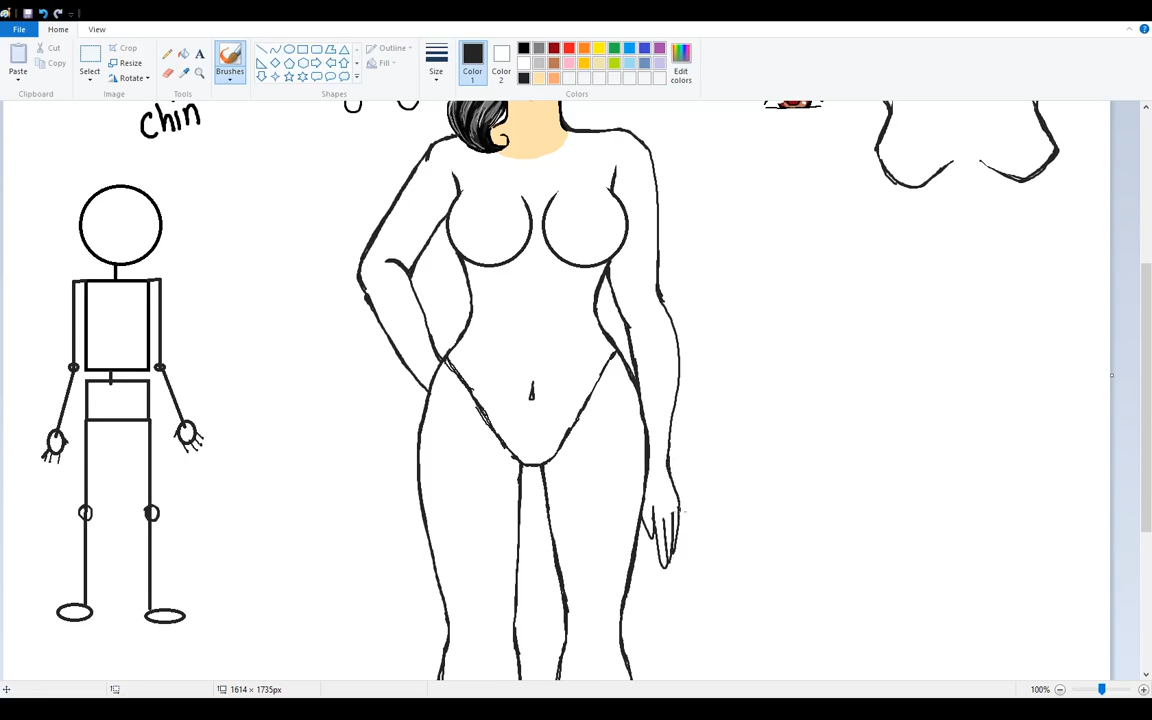 File Home View
Cut
Copy
Paste
Clipboard
Crop
Resize
Rotate
Select
Image
Tools
Brushes
Shapes
Outline
Fill
Size
Color 1
Color 2
Edit colors
Colors
chin
1614 × 1735px
100%